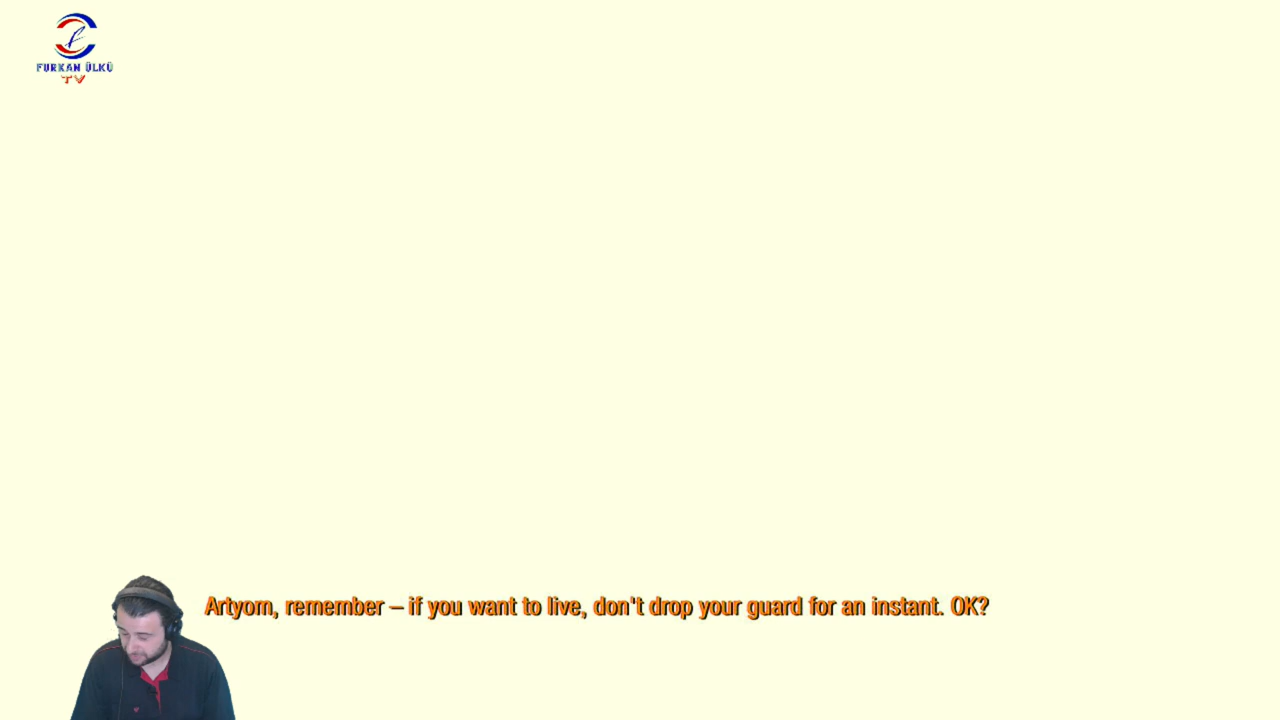 FURKAN ÜLKÜ
TV
Artyom, remember – if you want to live, don't drop your guard for an instant. OK?